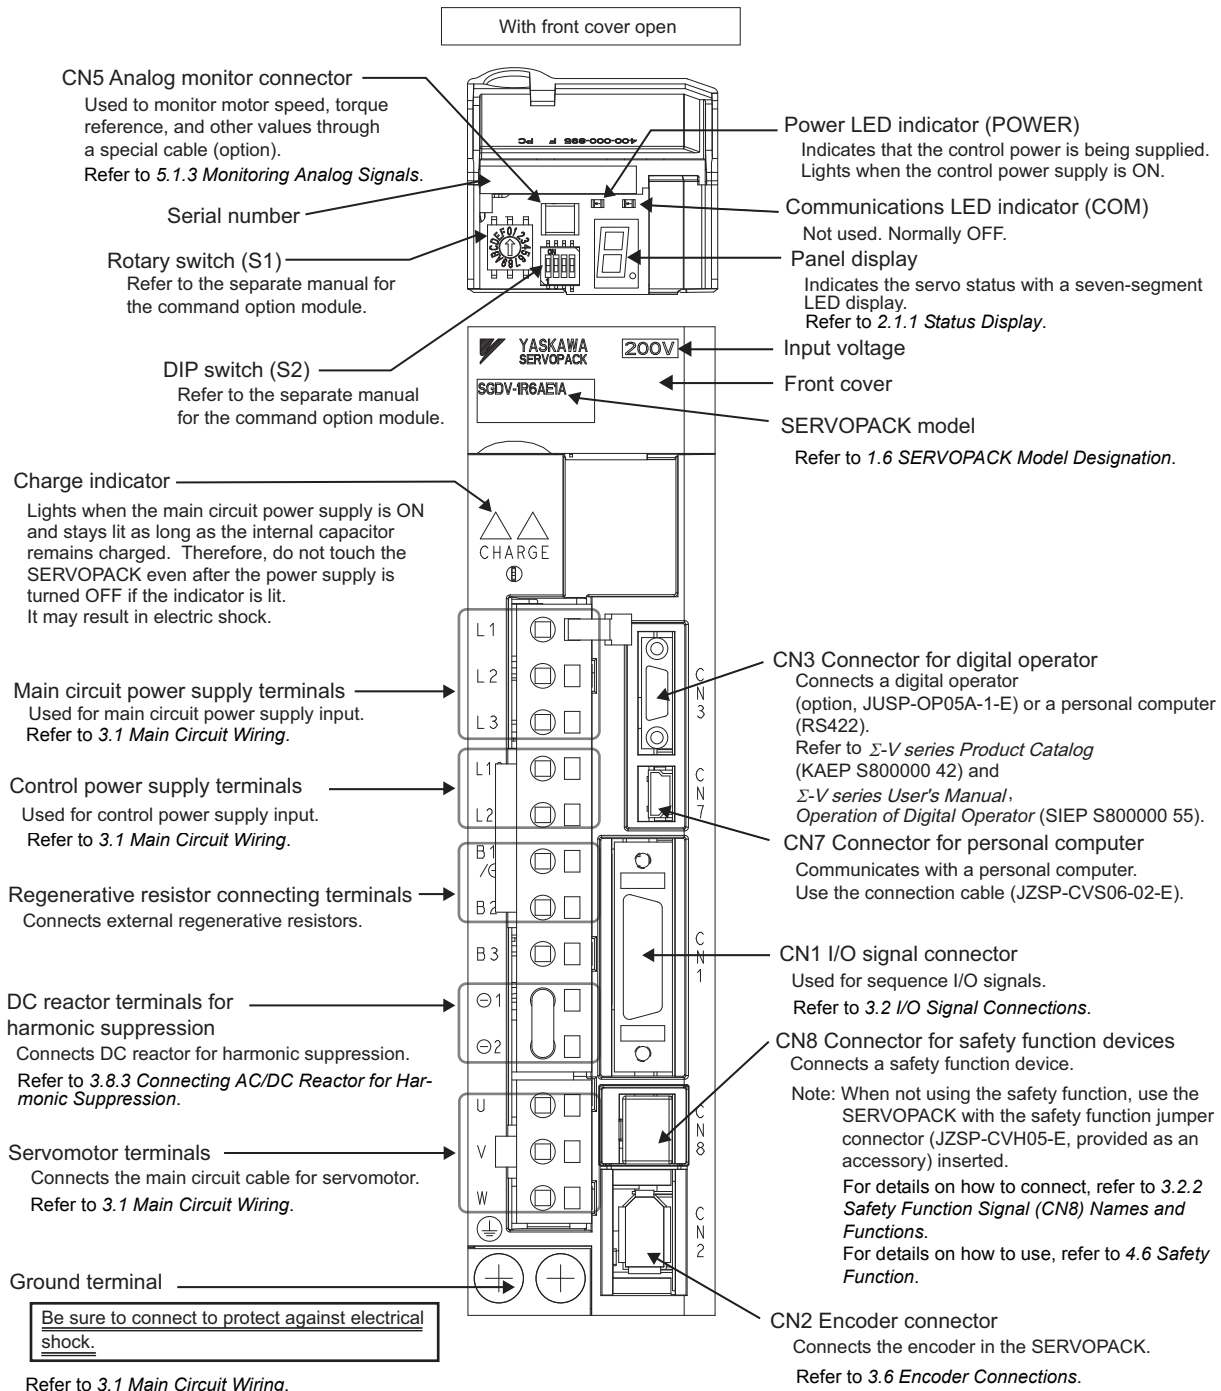 With front cover open
CN5 Analog monitor connector
Used to monitor motor speed, torque
reference, and other values through
a special cable (option).
Refer to 5.1.3 Monitoring Analog Signals.
Serial number
Rotary switch (S1)
Refer to the separate manual for
the command option module.
DIP switch (S2)
Refer to the separate manual
for the command option module.
400-000-895 F PC
0123456789ABCDEF
ON
Power LED indicator (POWER)
Indicates that the control power is being supplied.
Lights when the control power supply is ON.
Communications LED indicator (COM)
Not used. Normally OFF.
Panel display
Indicates the servo status with a seven-segment
LED display.
Refer to 2.1.1 Status Display.
Input voltage
Front cover
SERVOPACK model
Refer to 1.6 SERVOPACK Model Designation.
YASKAWA
SERVOPACK
200V
SGDV-1R6AE1A
Charge indicator
Lights when the main circuit power supply is ON
and stays lit as long as the internal capacitor
remains charged. Therefore, do not touch the
SERVOPACK even after the power supply is
turned OFF if the indicator is lit.
It may result in electric shock.
CHARGE
Main circuit power supply terminals
Used for main circuit power supply input.
Refer to 3.1 Main Circuit Wiring.
Control power supply terminals
Used for control power supply input.
Refer to 3.1 Main Circuit Wiring.
Regenerative resistor connecting terminals
Connects external regenerative resistors.
DC reactor terminals for
harmonic suppression
Connects DC reactor for harmonic suppression.
Refer to 3.8.3 Connecting AC/DC Reactor for Har-
monic Suppression.
Servomotor terminals
Connects the main circuit cable for servomotor.
Refer to 3.1 Main Circuit Wiring.
Ground terminal
Be sure to connect to protect against electrical
shock.
Refer to 3.1 Main Circuit Wiring.
L1
L2
L3
L1
L2
B1
/⊖
B2
B3
⊖1
⊖2
U
V
W
CN3
CN7
CN1
CN8
CN2
CN3 Connector for digital operator
Connects a digital operator
(option, JUSP-OP05A-1-E) or a personal computer
(RS422).
Refer to Σ-V series Product Catalog
(KAEP S800000 42) and
Σ-V series User's Manual,
Operation of Digital Operator (SIEP S800000 55).
CN7 Connector for personal computer
Communicates with a personal computer.
Use the connection cable (JZSP-CVS06-02-E).
CN1 I/O signal connector
Used for sequence I/O signals.
Refer to 3.2 I/O Signal Connections.
CN8 Connector for safety function devices
Connects a safety function device.
Note: When not using the safety function, use the
SERVOPACK with the safety function jumper
connector (JZSP-CVH05-E, provided as an
accessory) inserted.
For details on how to connect, refer to 3.2.2
Safety Function Signal (CN8) Names and
Functions.
For details on how to use, refer to 4.6 Safety
Function.
CN2 Encoder connector
Connects the encoder in the SERVOPACK.
Refer to 3.6 Encoder Connections.